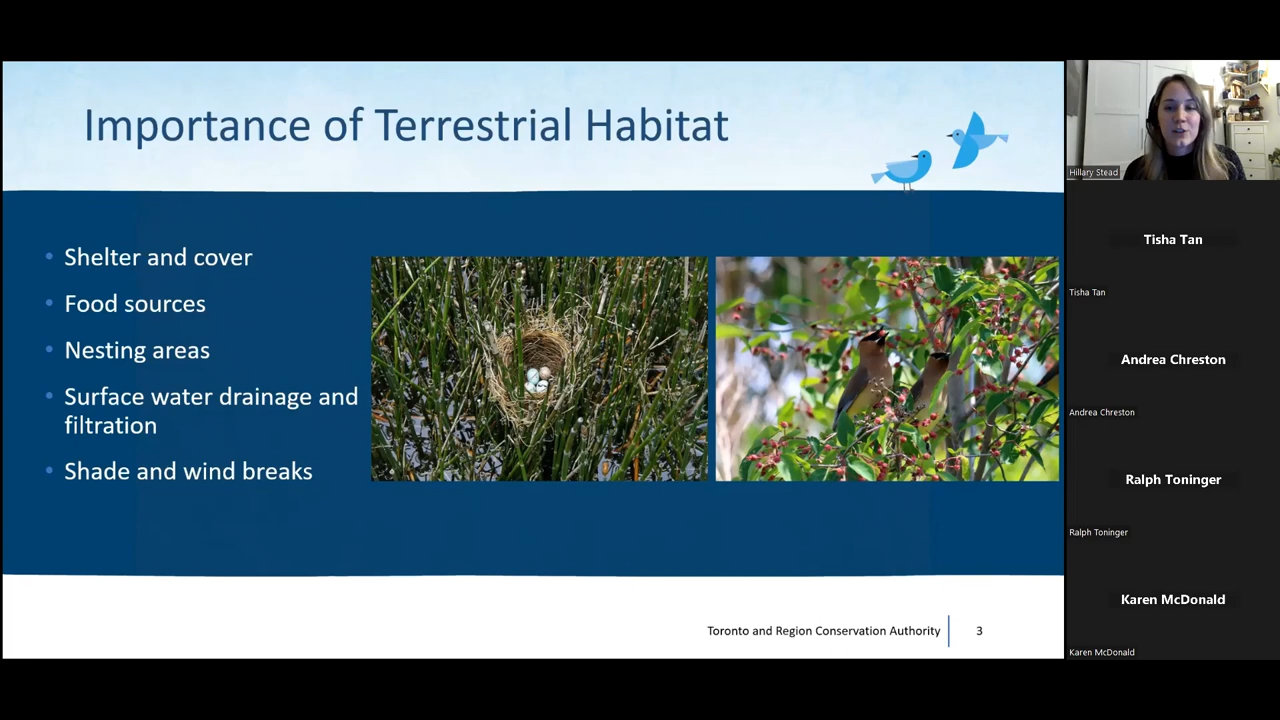 Importance of Terrestrial Habitat
• Shelter and cover
• Food sources
• Nesting areas
• Surface water drainage and
filtration
• Shade and wind breaks
Toronto and Region Conservation Authority
3
Hillary Stead
Tisha Tan
Tisha Tan
Andrea Chreston
Andrea Chreston
Ralph Toninger
Ralph Toninger
Karen McDonald
Karen McDonald